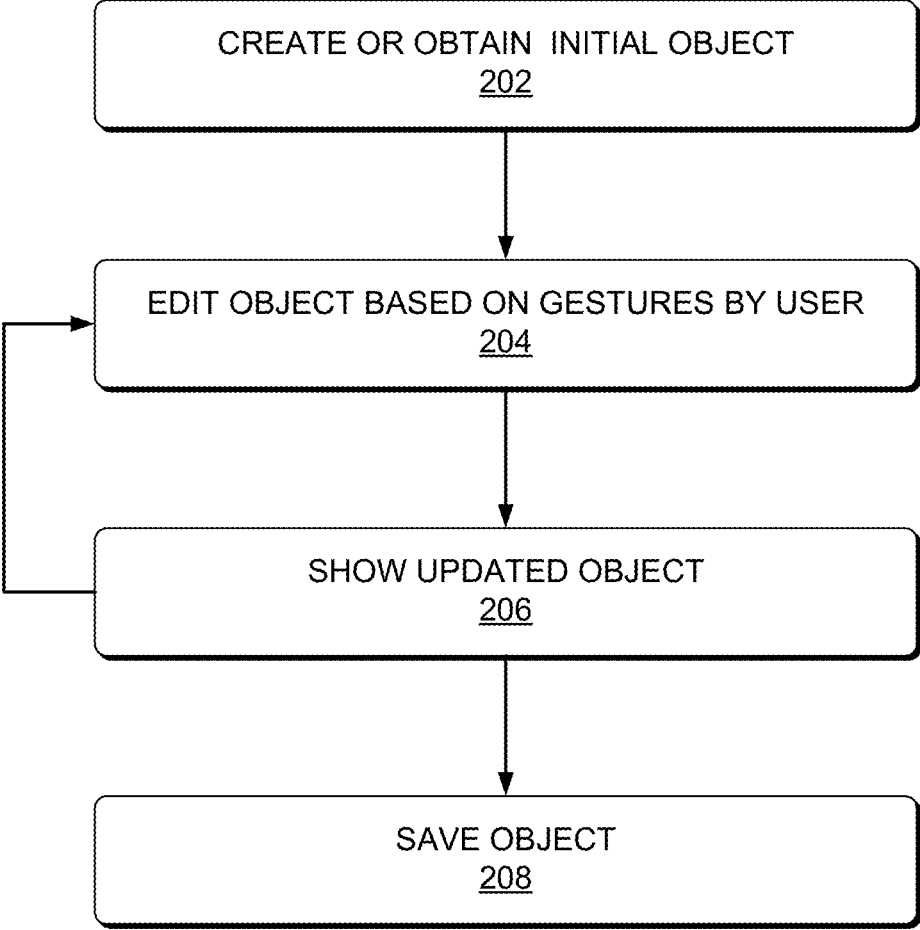 CREATE OR OBTAIN INITIAL OBJECT
202
EDIT OBJECT BASED ON GESTURES BY USER
204
SHOW UPDATED OBJECT
206
SAVE OBJECT
208